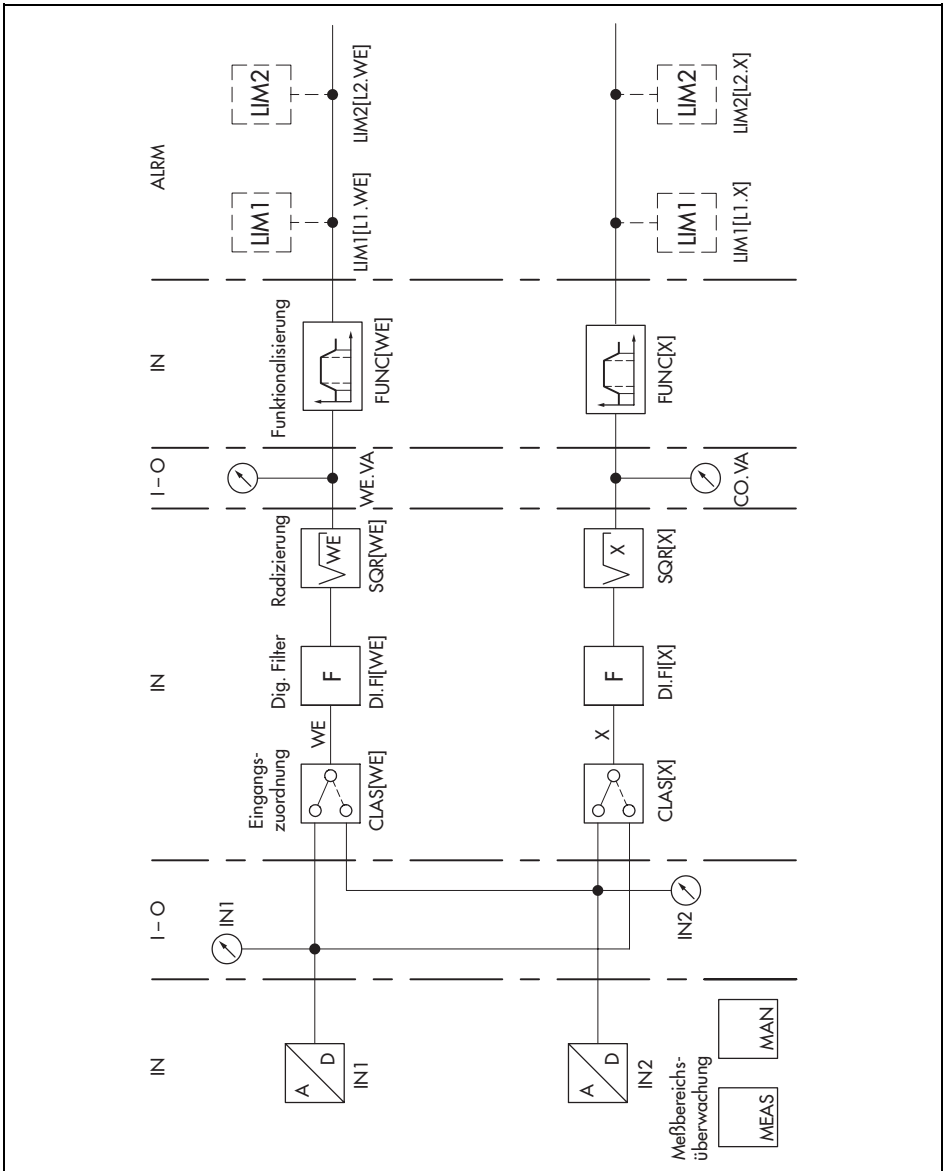 IN
I–O
IN
I–O
IN
ALRM
IN1
Eingangs-
zuordnung
Dig. Filter
Radizierung
Funktionalisierung
LIM1
LIM2
A
D
IN1
WE
F
√WE
CLAS[WE]
DI.FI[WE]
SQR[WE]
WE.VA
FUNC[WE]
LIM1[L1.WE]
LIM2[L2.WE]
A
D
IN2
X
F
√X
CLAS[X]
DI.FI[X]
SQR[X]
FUNC[X]
LIM1
LIM2
IN2
CO.VA
LIM1[L1.X]
LIM2[L2.X]
Meßbereichs-
überwachung
MEAS
MAN